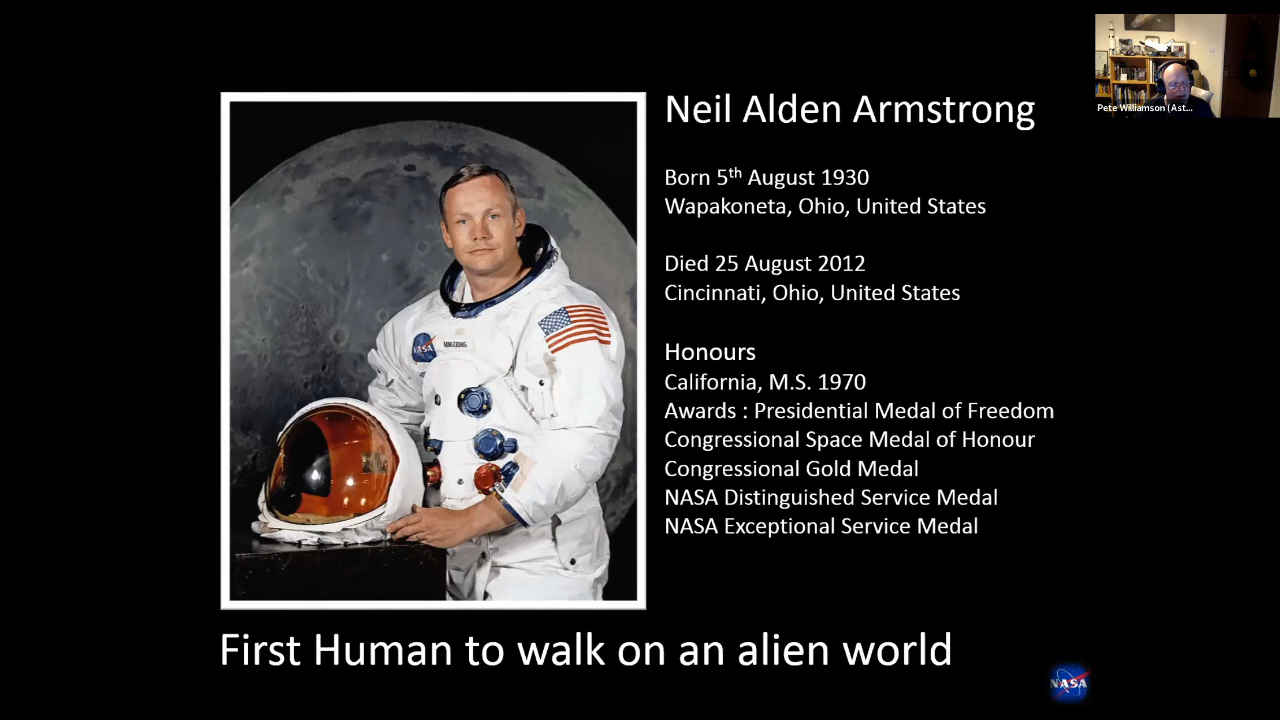 Neil Alden Armstrong
Born 5th August 1930
Wapakoneta, Ohio, United States
Died 25 August 2012
Cincinnati, Ohio, United States
Honours
California, M.S. 1970
Awards : Presidential Medal of Freedom
Congressional Space Medal of Honour
Congressional Gold Medal
NASA Distinguished Service Medal
NASA Exceptional Service Medal
First Human to walk on an alien world
NASA
ARMSTRONG
NASA
Pete Williamson (Ast...